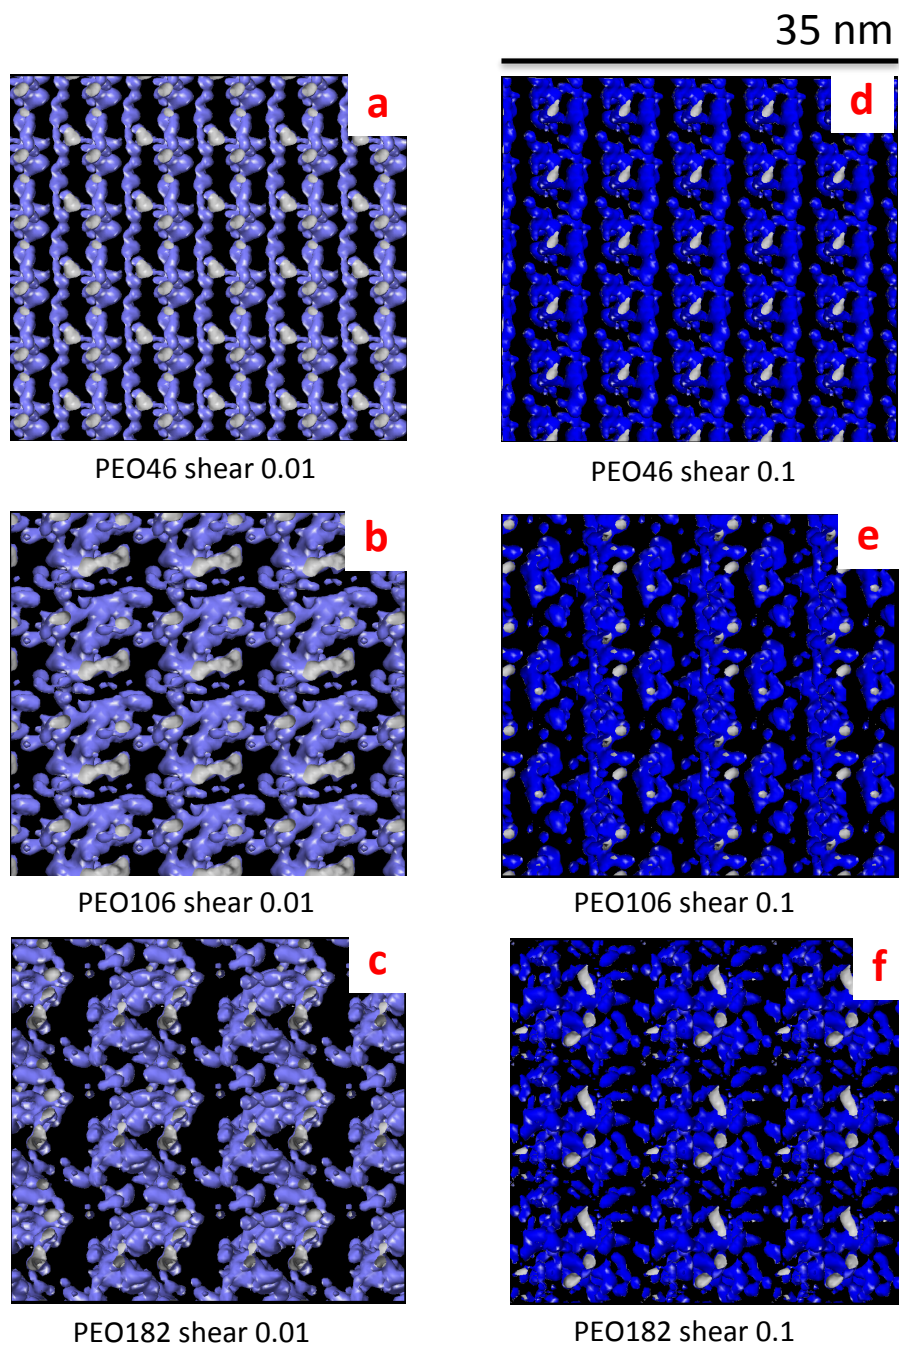 35 nm
a
d
PEO46 shear 0.01
PEO46 shear 0.1
b
e
PEO106 shear 0.01
PEO106 shear 0.1
c
f
PEO182 shear 0.01
PEO182 shear 0.1